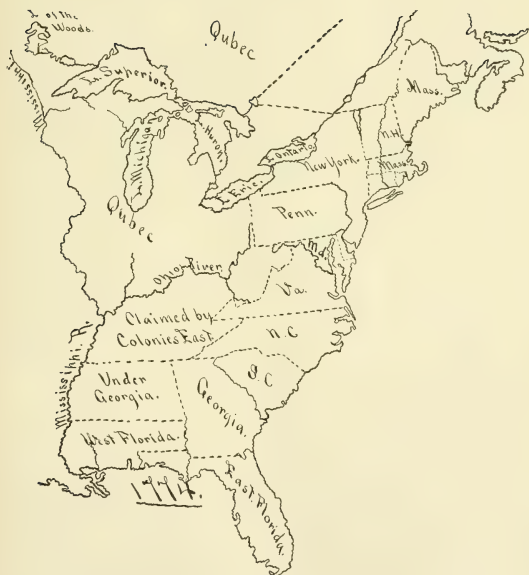 L. of the
Woods.
Qubec
Mississippi
L. Superior.
Mass.
L. Michigan
L. Huron.
N.H.
L. Ontario
New York.
Mass.
L. Erie.
Qubec
Penn.
Md.
Ohio River
Va.
Claimed by
Colonies East
N.C
Mississippi R.
S.C
Under
Georgia.
Georgia.
West Florida.
East Florida.
1774.